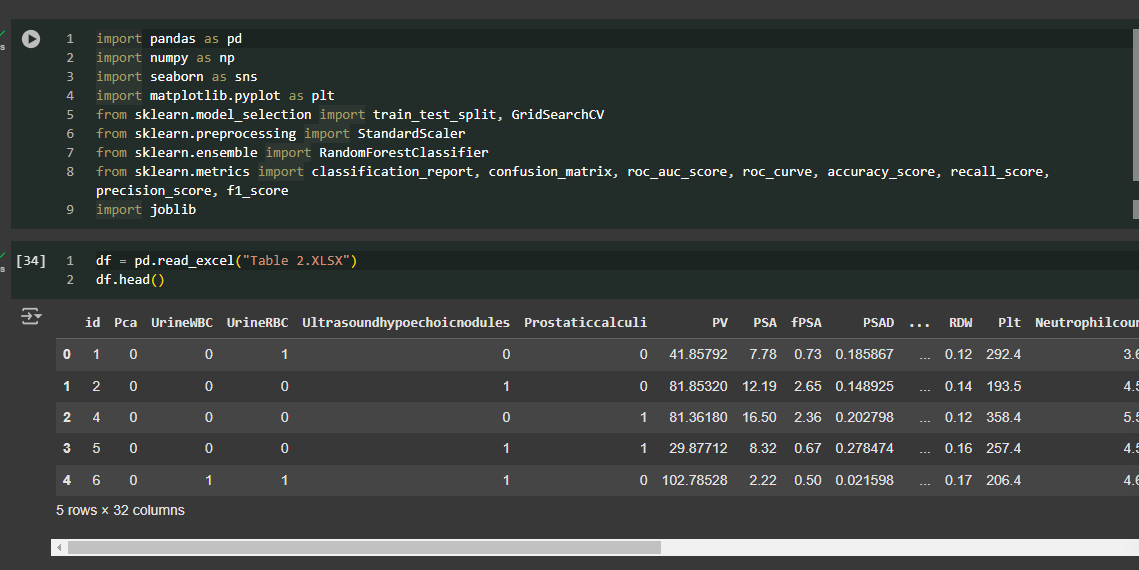 1 import pandas as pd
2 import numpy as np
3 import seaborn as sns
4 import matplotlib.pyplot as plt
5 from sklearn.model_selection import train_test_split, GridSearchCV
6 from sklearn.preprocessing import StandardScaler
7 from sklearn.ensemble import RandomForestClassifier
8 from sklearn.metrics import classification_report, confusion_matrix, roc_auc_score, roc_curve, accuracy_score, recall_score,
precision_score, f1_score
9 import joblib
[34] 1 df = pd.read_excel("Table 2.XLSX")
2 df.head()
id Pca UrineWBC UrineRBC Ultrasoundhypoechoicnodules Prostaticcalculi PV PSA fPSA PSAD ... RDW Plt Neutrophilcour
0 1 0 0 1 0 0 41.85792 7.78 0.73 0.185867 ... 0.12 292.4 3.6
1 2 0 0 0 1 0 81.85320 12.19 2.65 0.148925 ... 0.14 193.5 4.5
2 4 0 0 0 0 1 81.36180 16.50 2.36 0.202798 ... 0.12 358.4 5.5
3 5 0 0 0 1 1 29.87712 8.32 0.67 0.278474 ... 0.16 257.4 4.5
4 6 0 1 1 1 0 102.78528 2.22 0.50 0.021598 ... 0.17 206.4 4.6
5 rows × 32 columns